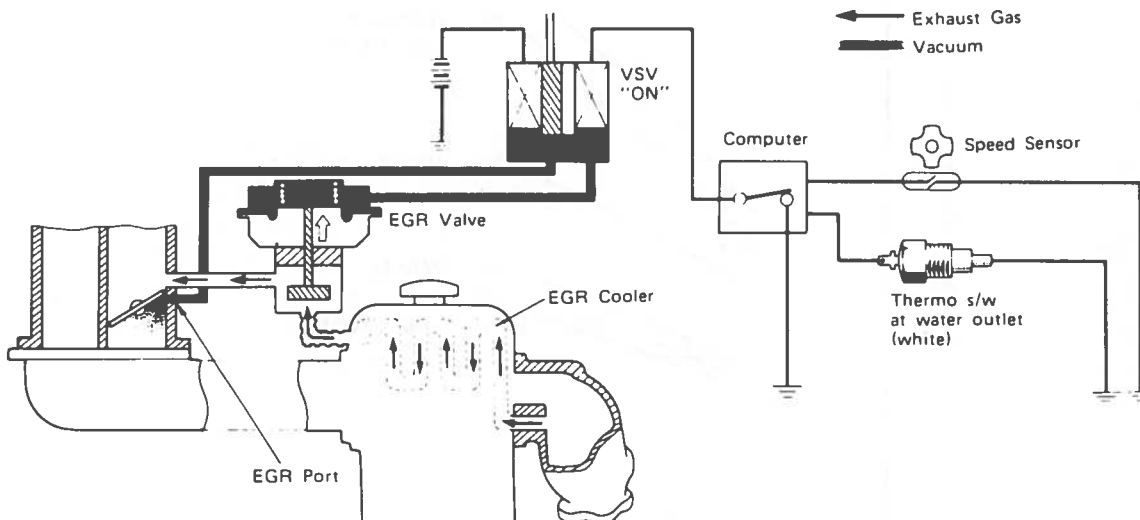 Exhaust Gas
Vacuum
VSV
"ON"
Computer
Speed Sensor
EGR Valve
EGR Cooler
Thermo s/w
at water outlet
(white)
EGR Port